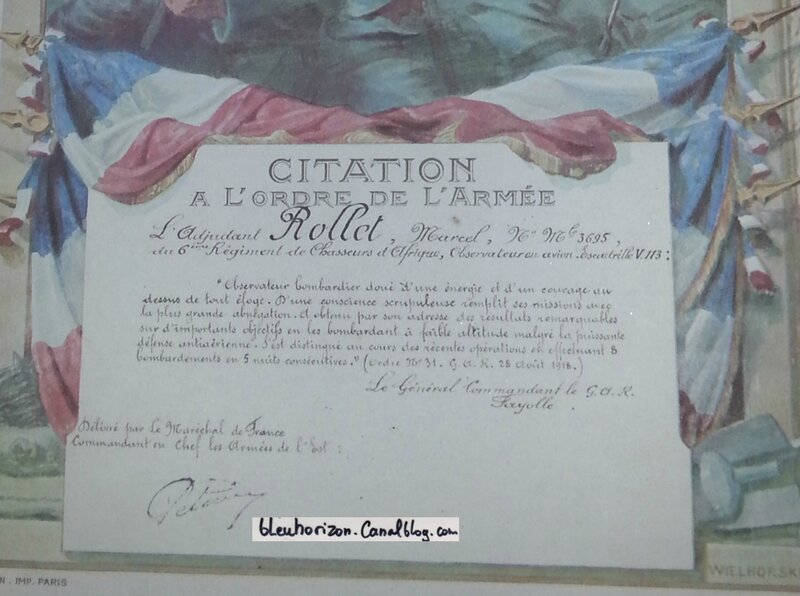 CITATION
A L'ORDRE DE L'ARMÉE
L'Adjudant Rollet, Marcel, Nº Mle 3695,
du 6ème Régiment de Chasseurs d'Afrique, Observateur en avion Escadrille V.113 :
"Observateur bombardier doué d'une énergie et d'un courage au
dessus de tout éloge. D'une conscience scrupuleuse remplit ses missions avec
la plus grande abnégation. A obtenu par son adresse des résultats remarquables
sur d'importants objectifs en les bombardant à faible altitude malgré la puissante
défense antiaérienne. S'est distingué au cours des récentes opérations en effectuant 8
bombardements en 5 nuits consécutives." (Ordre Nº 31. G.A.R. 28 Août 1918.)
Le Général Commandant le G.A.R.
Fayolle.
Délivré par Le Maréchal de France
Commandant en Chef les Armées de l'Est :
bleuhorizon.Canalblog.com
IMP. PARIS